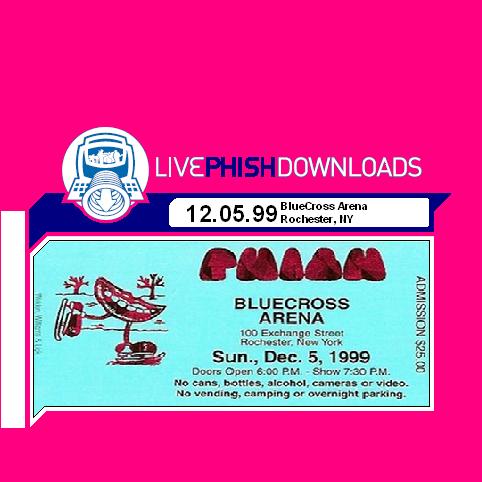 LIVEPHISHDOWNLOADS
12.05.99
BlueCross Arena
Rochester, NY
PHISH
BLUECROSS
ARENA
100 Exchange Street
Rochester, New York
Sun., Dec. 5, 1999
Doors Open 6:00 P.M. - Show 7:30 P.M.
No cans, bottles, alcohol, cameras or video.
No vending, camping or overnight parking.
ADMISSION $25.00